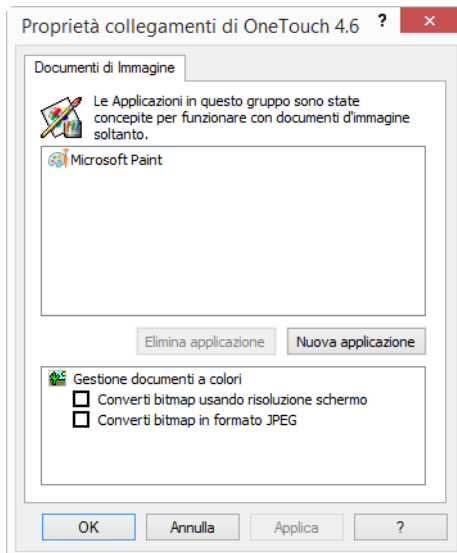 Proprietà collegamenti di OneTouch 4.6 ? ×
Documenti di Immagine
Le Applicazioni in questo gruppo sono state
concepite per funzionare con documenti d'immagine
soltanto.
Microsoft Paint
Elimina applicazione Nuova applicazione
Gestione documenti a colori
Converti bitmap usando risoluzione schermo
Converti bitmap in formato JPEG
OK Annulla Applica ?